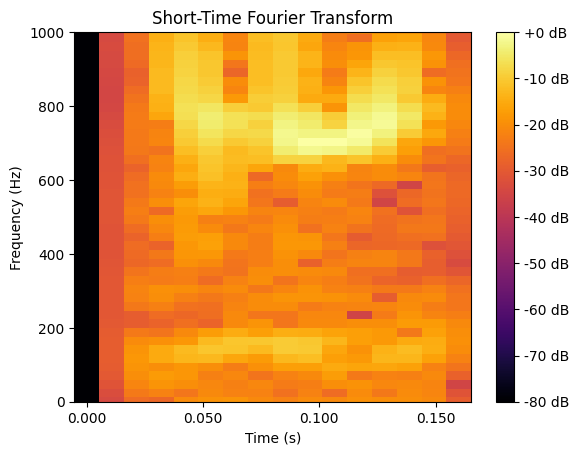 Short-Time Fourier Transform
1000
800
600
400
200
0
Frequency (Hz)
0.000
0.050
0.100
0.150
Time (s)
+0 dB
-10 dB
-20 dB
-30 dB
-40 dB
-50 dB
-60 dB
-70 dB
-80 dB